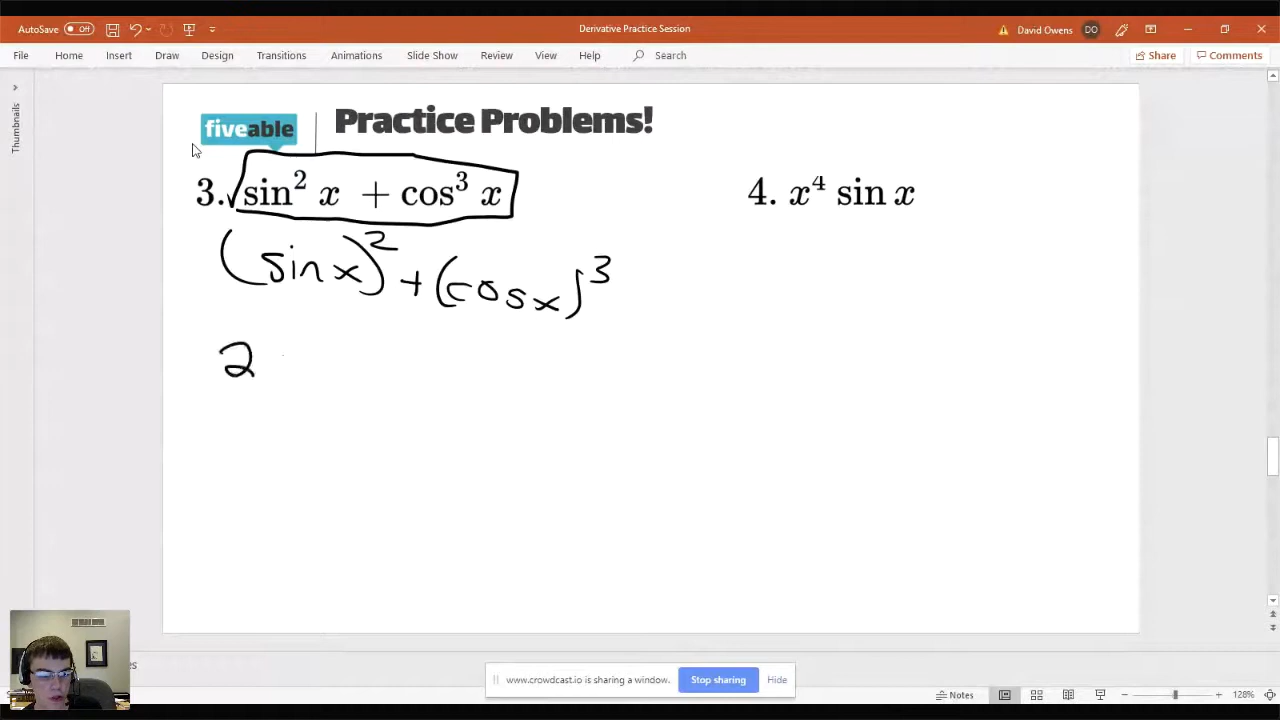 AutoSave Off
Derivative Practice Session
David Owens DO
File Home Insert Draw Design Transitions Animations Slide Show Review View Help Search Share Comments
Thumbnails
fiveable
Practice Problems!
3. sin² x + cos³ x
4. x⁴ sin x
(sin x)² + (cos x)³
2
tes
www.crowdcast.io is sharing a window. Stop sharing Hide
Notes 128%